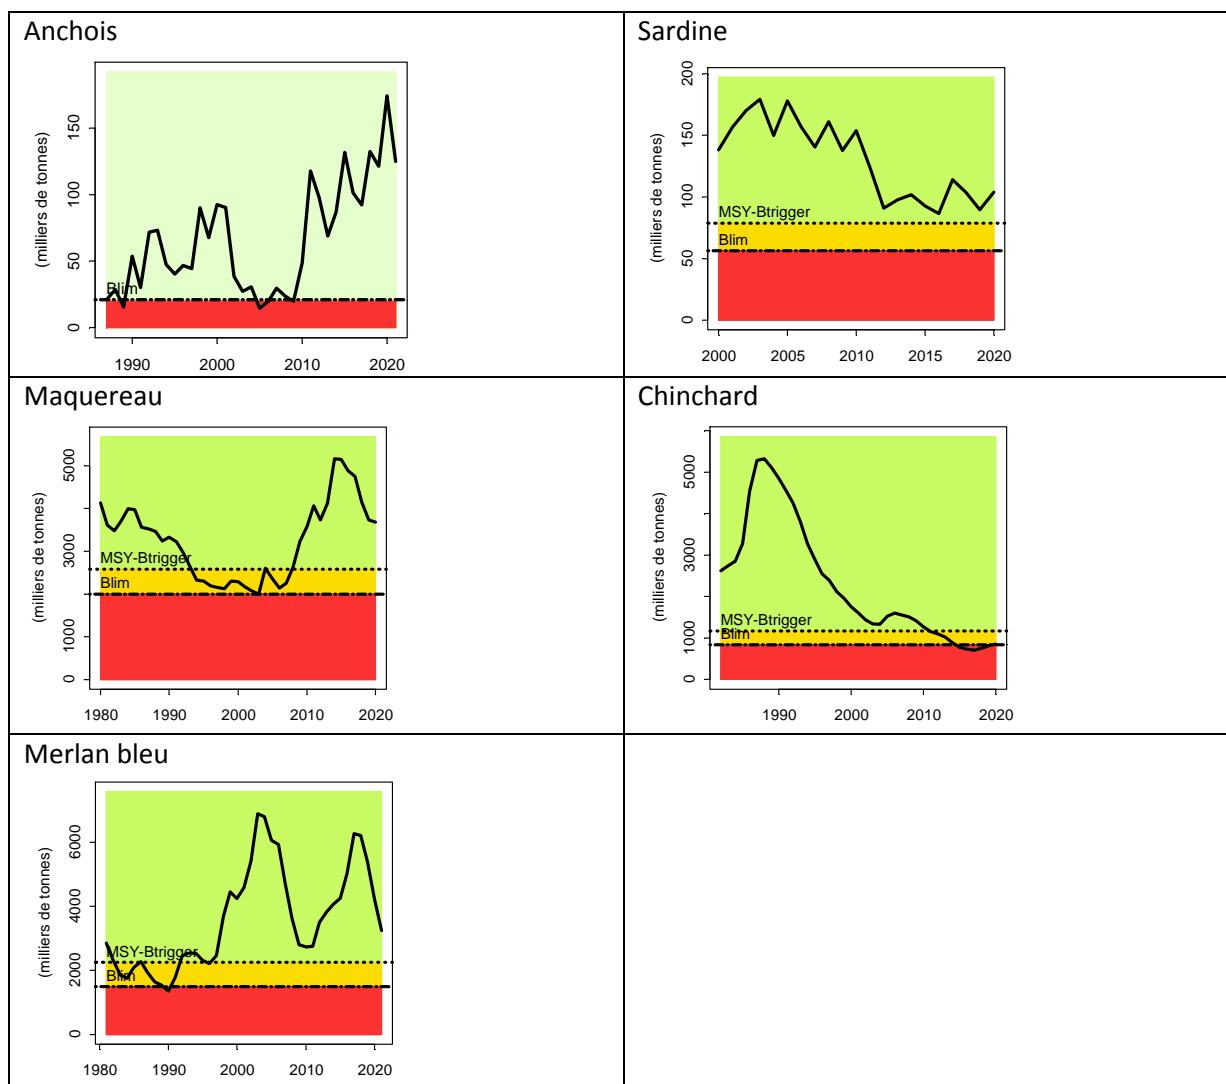 Anchois
(milliers de tonnes)
150
100
50
0
Blim
1990 2000 2010 2020
Sardine
(milliers de tonnes)
200
150
100
50
0
MSY-Btrigger
Blim
2000 2005 2010 2015 2020
Maquereau
(milliers de tonnes)
5000
3000
1000
0
MSY-Btrigger
Blim
1980 1990 2000 2010 2020
Chinchard
(milliers de tonnes)
5000
3000
1000
0
MSY-Btrigger
Blim
1990 2000 2010 2020
Merlan bleu
(milliers de tonnes)
6000
4000
2000
0
MSY-Btrigger
Blim
1980 1990 2000 2010 2020